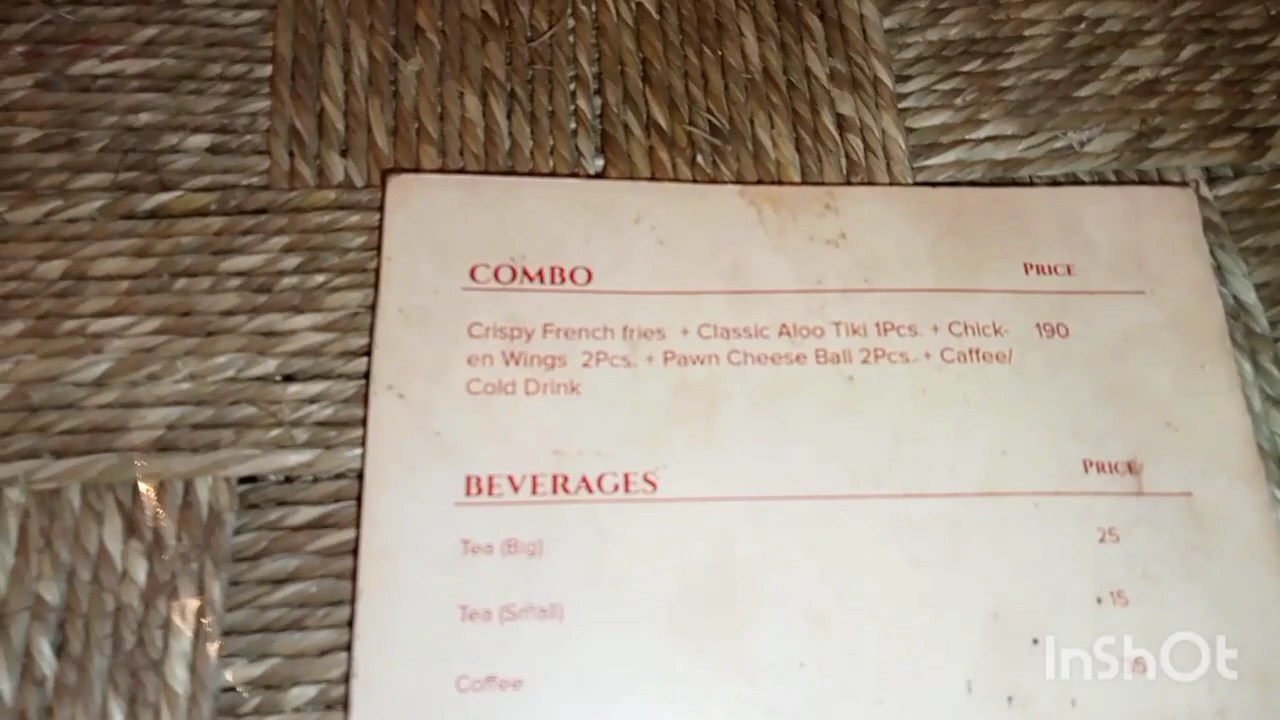 COMBO PRICE
Crispy French fries + Classic Aloo Tiki 1Pcs. + Chick- 190
en Wings 2Pcs. + Pawn Cheese Ball 2Pcs. + Caffee/
Cold Drink
BEVERAGES PRICE
Tea (Big) 25
Tea (Small) 15
Coffee
InShOt